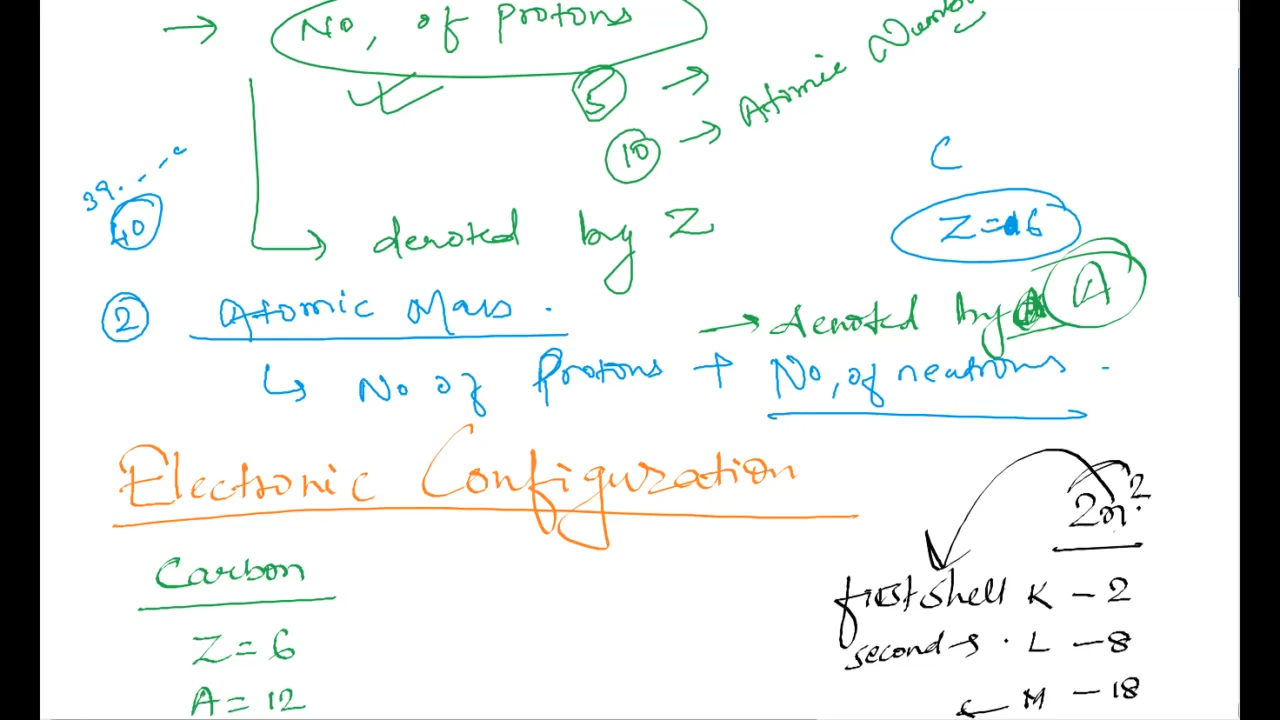 → No, of protons
5 →
10 → Atomic Number
39.
40
C
denoted by Z
Z = 6
2 Atomic Mass.
→ denoted by A
↳ No of Protons + No, of neutrons.
Electronic Configuration
2n²
Carbon
first shell K – 2
Z = 6
second – s · L – 8
A = 12
← M – 18